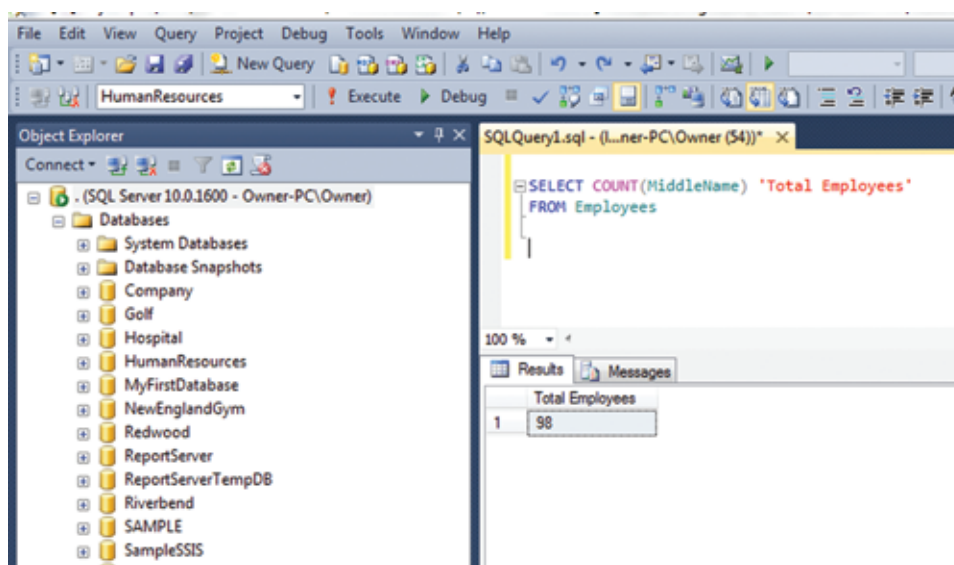 File Edit View Query Project Debug Tools Window Help
New Query
HumanResources Execute Debug
Object Explorer
Connect
. (SQL Server 10.0.1600 - Owner-PC\Owner)
Databases
System Databases
Database Snapshots
Company
Golf
Hospital
HumanResources
MyFirstDatabase
NewEnglandGym
Redwood
ReportServer
ReportServerTempDB
Riverbend
SAMPLE
SampleSSIS
SQLQuery1.sql - (l...ner-PC\Owner (54))*
SELECT COUNT(MiddleName) 'Total Employees'
FROM Employees
100 %
Results Messages
Total Employees
1 98